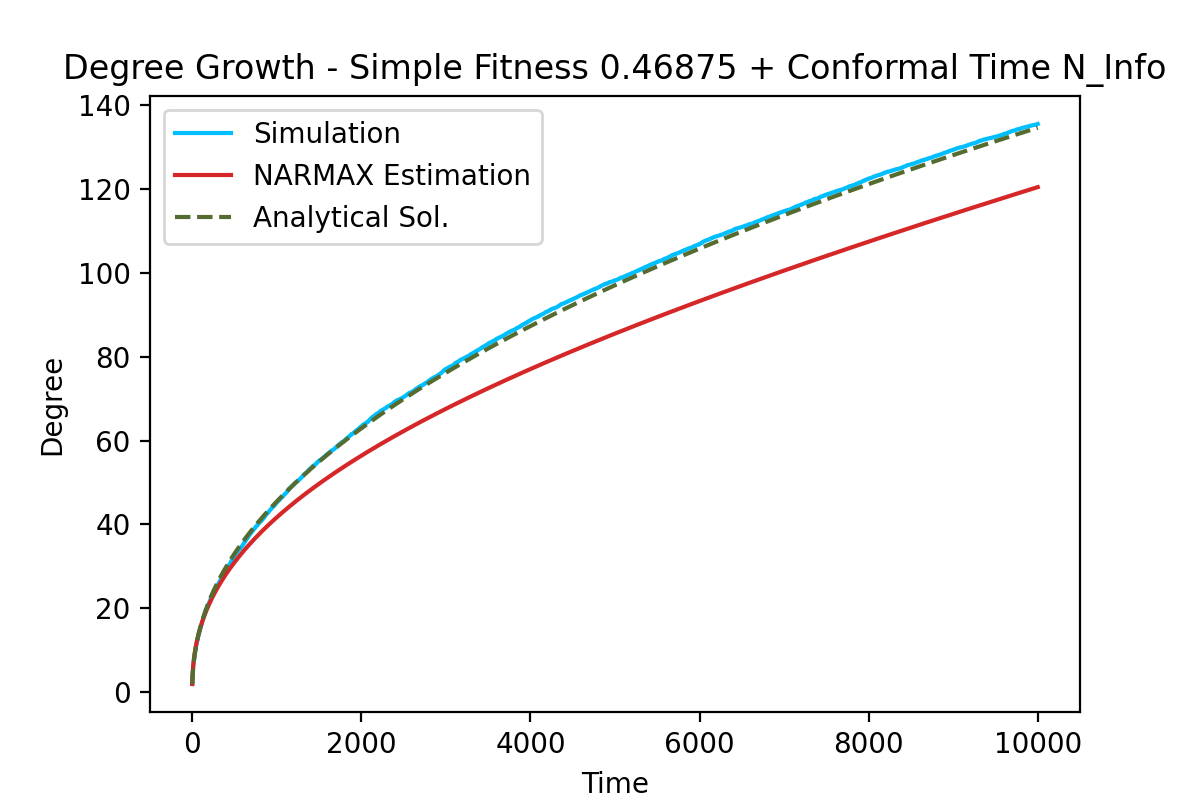 Degree Growth - Simple Fitness 0.46875 + Conformal Time N_Info
140
120
100
80
60
40
20
0
Degree
Simulation
NARMAX Estimation
Analytical Sol.
0 2000 4000 6000 8000 10000
Time